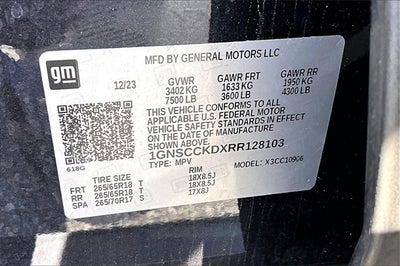 MFD BY GENERAL MOTORS LLC
gm
12/23 GVWR GAWR FRT GAWR RR
3402 KG 1633 KG 1950 KG
7500 LB 3600 LB 4300 LB
THIS VEHICLE CONFORMS TO ALL
APPLICABLE U.S. FEDERAL MOTOR
VEHICLE SAFETY STANDARDS IN EFFECT
ON THE DATE OF MANUFACTURE
SHOWN ABOVE.
1GNSCCKDXRR128103
618G TYPE: MPV MODEL: X3CC10906
TIRE SIZE RIM
FRT 265/65R18 T 18X8.5J
RR 265/65R18 T 18X8.5J
SPA 265/70R17 17X8J